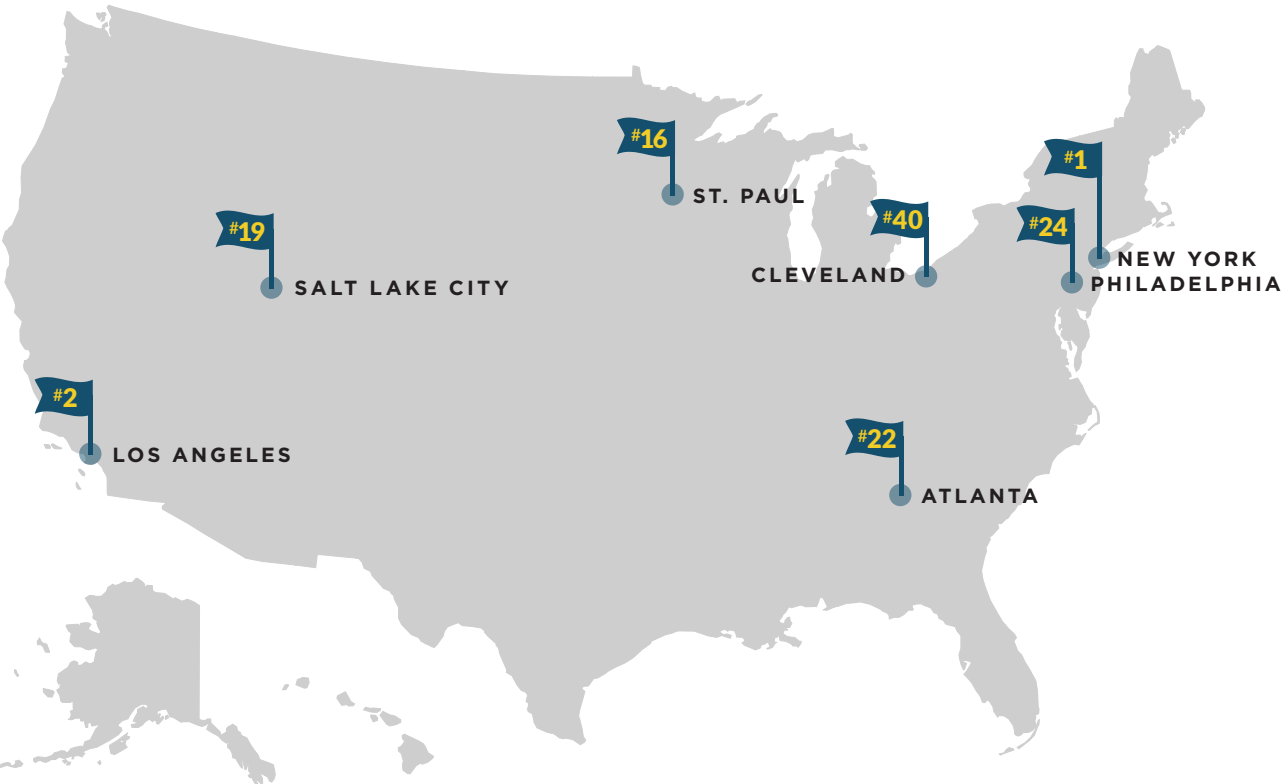 #16
ST. PAUL
#1
NEW YORK
#19
SALT LAKE CITY
#40
CLEVELAND
#24
PHILADELPHIA
#2
LOS ANGELES
#22
ATLANTA